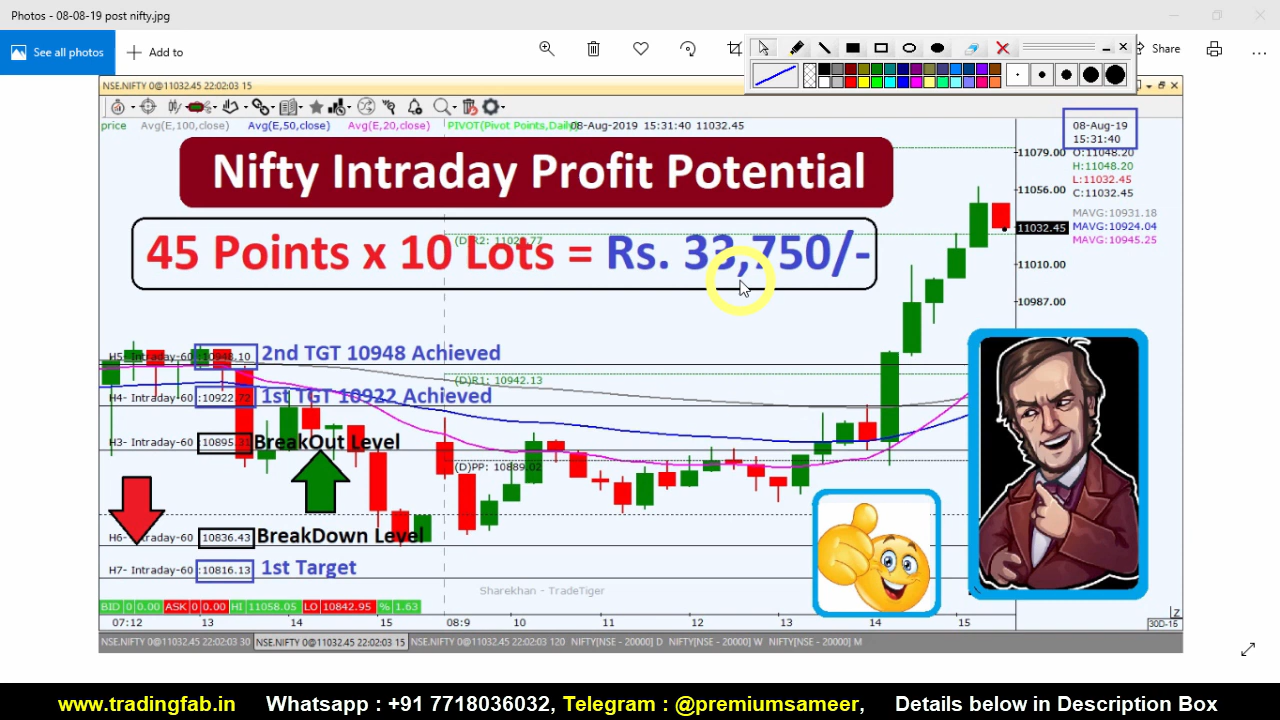 Photos - 08-08-19 post nifty.jpg
See all photos
Add to
Share
NSE.NIFTY 0@11032.45 22:02:03 15
price Avg(E,100,close) Avg(E,50,close) Avg(E,20,close) PIVOT(Pivot Points,Daily) 08-Aug-2019 15:31:40 11032.45
08-Aug-19
15:31:40
O:11048.20
H:11048.20
L:11032.45
C:11032.45
MAVG:10931.18
MAVG:10924.04
MAVG:10945.25
11079.00
11056.00
11032.45
11010.00
10987.00
Nifty Intraday Profit Potential
45 Points x 10 Lots = Rs. 33,750/-
H5- Intraday-60 :10948.10 2nd TGT 10948 Achieved
(D)R1: 10942.13
H4- Intraday-60 :10922.72 1st TGT 10922 Achieved
H3- Intraday-60 :10895.31 BreakOut Level
(D)PP: 10889.02
H6- Intraday-60 10836.43 BreakDown Level
H7- Intraday-60 :10816.13 1st Target
Sharekhan - TradeTiger
BID 0 0.00 ASK 0 0.00 HI 11058.05 LO 10842.95 % 1.63
07:12 13 14 15 08:9 10 11 12 13 14 15 30D-15
NSE.NIFTY 0@11032.45 22:02:03 30 NSE.NIFTY 0@11032.45 22:02:03 15 NSE.NIFTY 0@11032.45 22:02:03 120 NIFTY[NSE - 20000] D NIFTY[NSE - 20000] W NIFTY[NSE - 20000] M
www.tradingfab.in Whatsapp : +91 7718036032, Telegram : @premiumsameer, Details below in Description Box